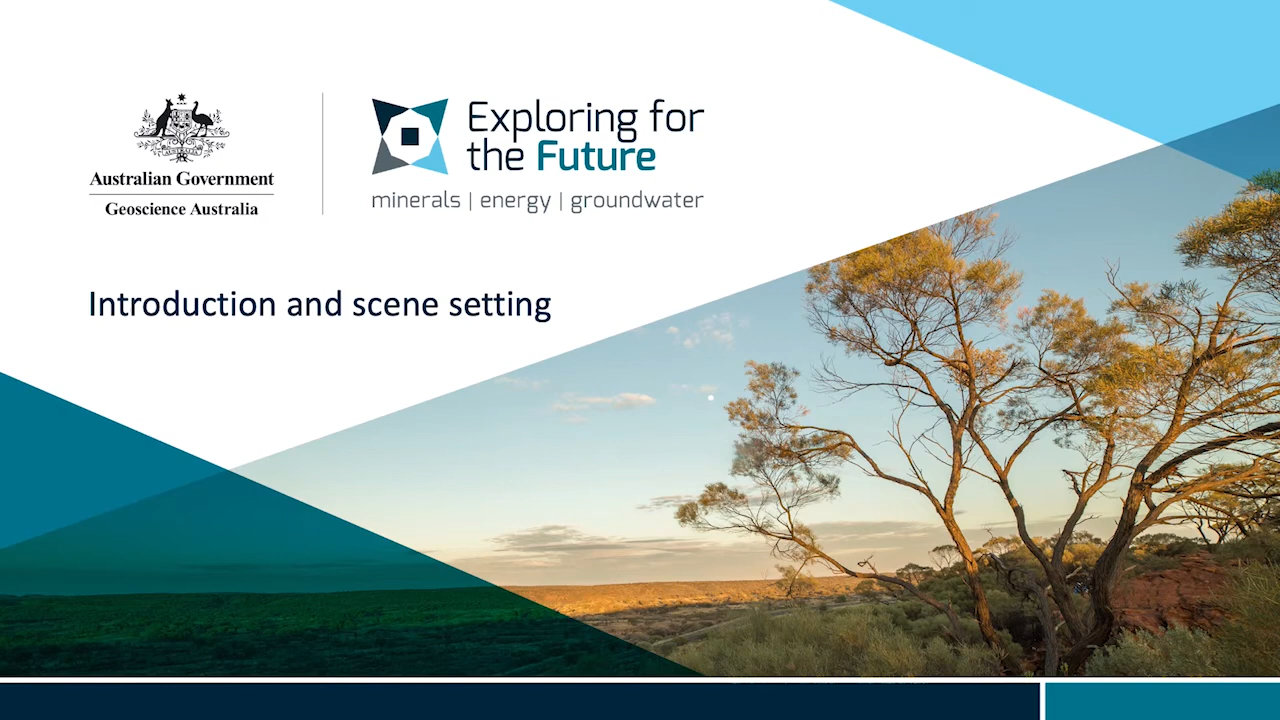 Australian Government
Geoscience Australia
Exploring for
the Future
minerals | energy | groundwater
Introduction and scene setting